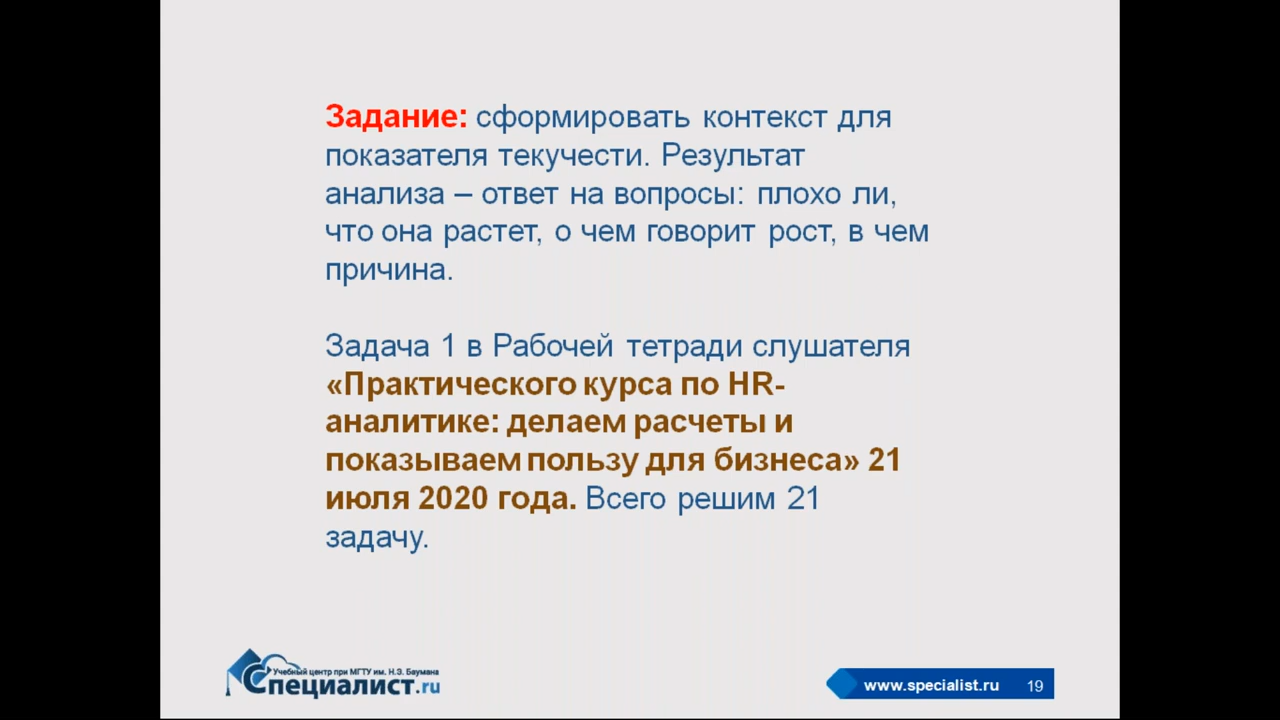 Задание: сформировать контекст для
показателя текучести. Результат
анализа – ответ на вопросы: плохо ли,
что она растет, о чем говорит рост, в чем
причина.
Задача 1 в Рабочей тетради слушателя
«Практического курса по HR-
аналитике: делаем расчеты и
показываем пользу для бизнеса» 21
июля 2020 года. Всего решим 21
задачу.
Учебный центр при МГТУ им. Н.Э. Баумана
Специалист.ru
www.specialist.ru 19